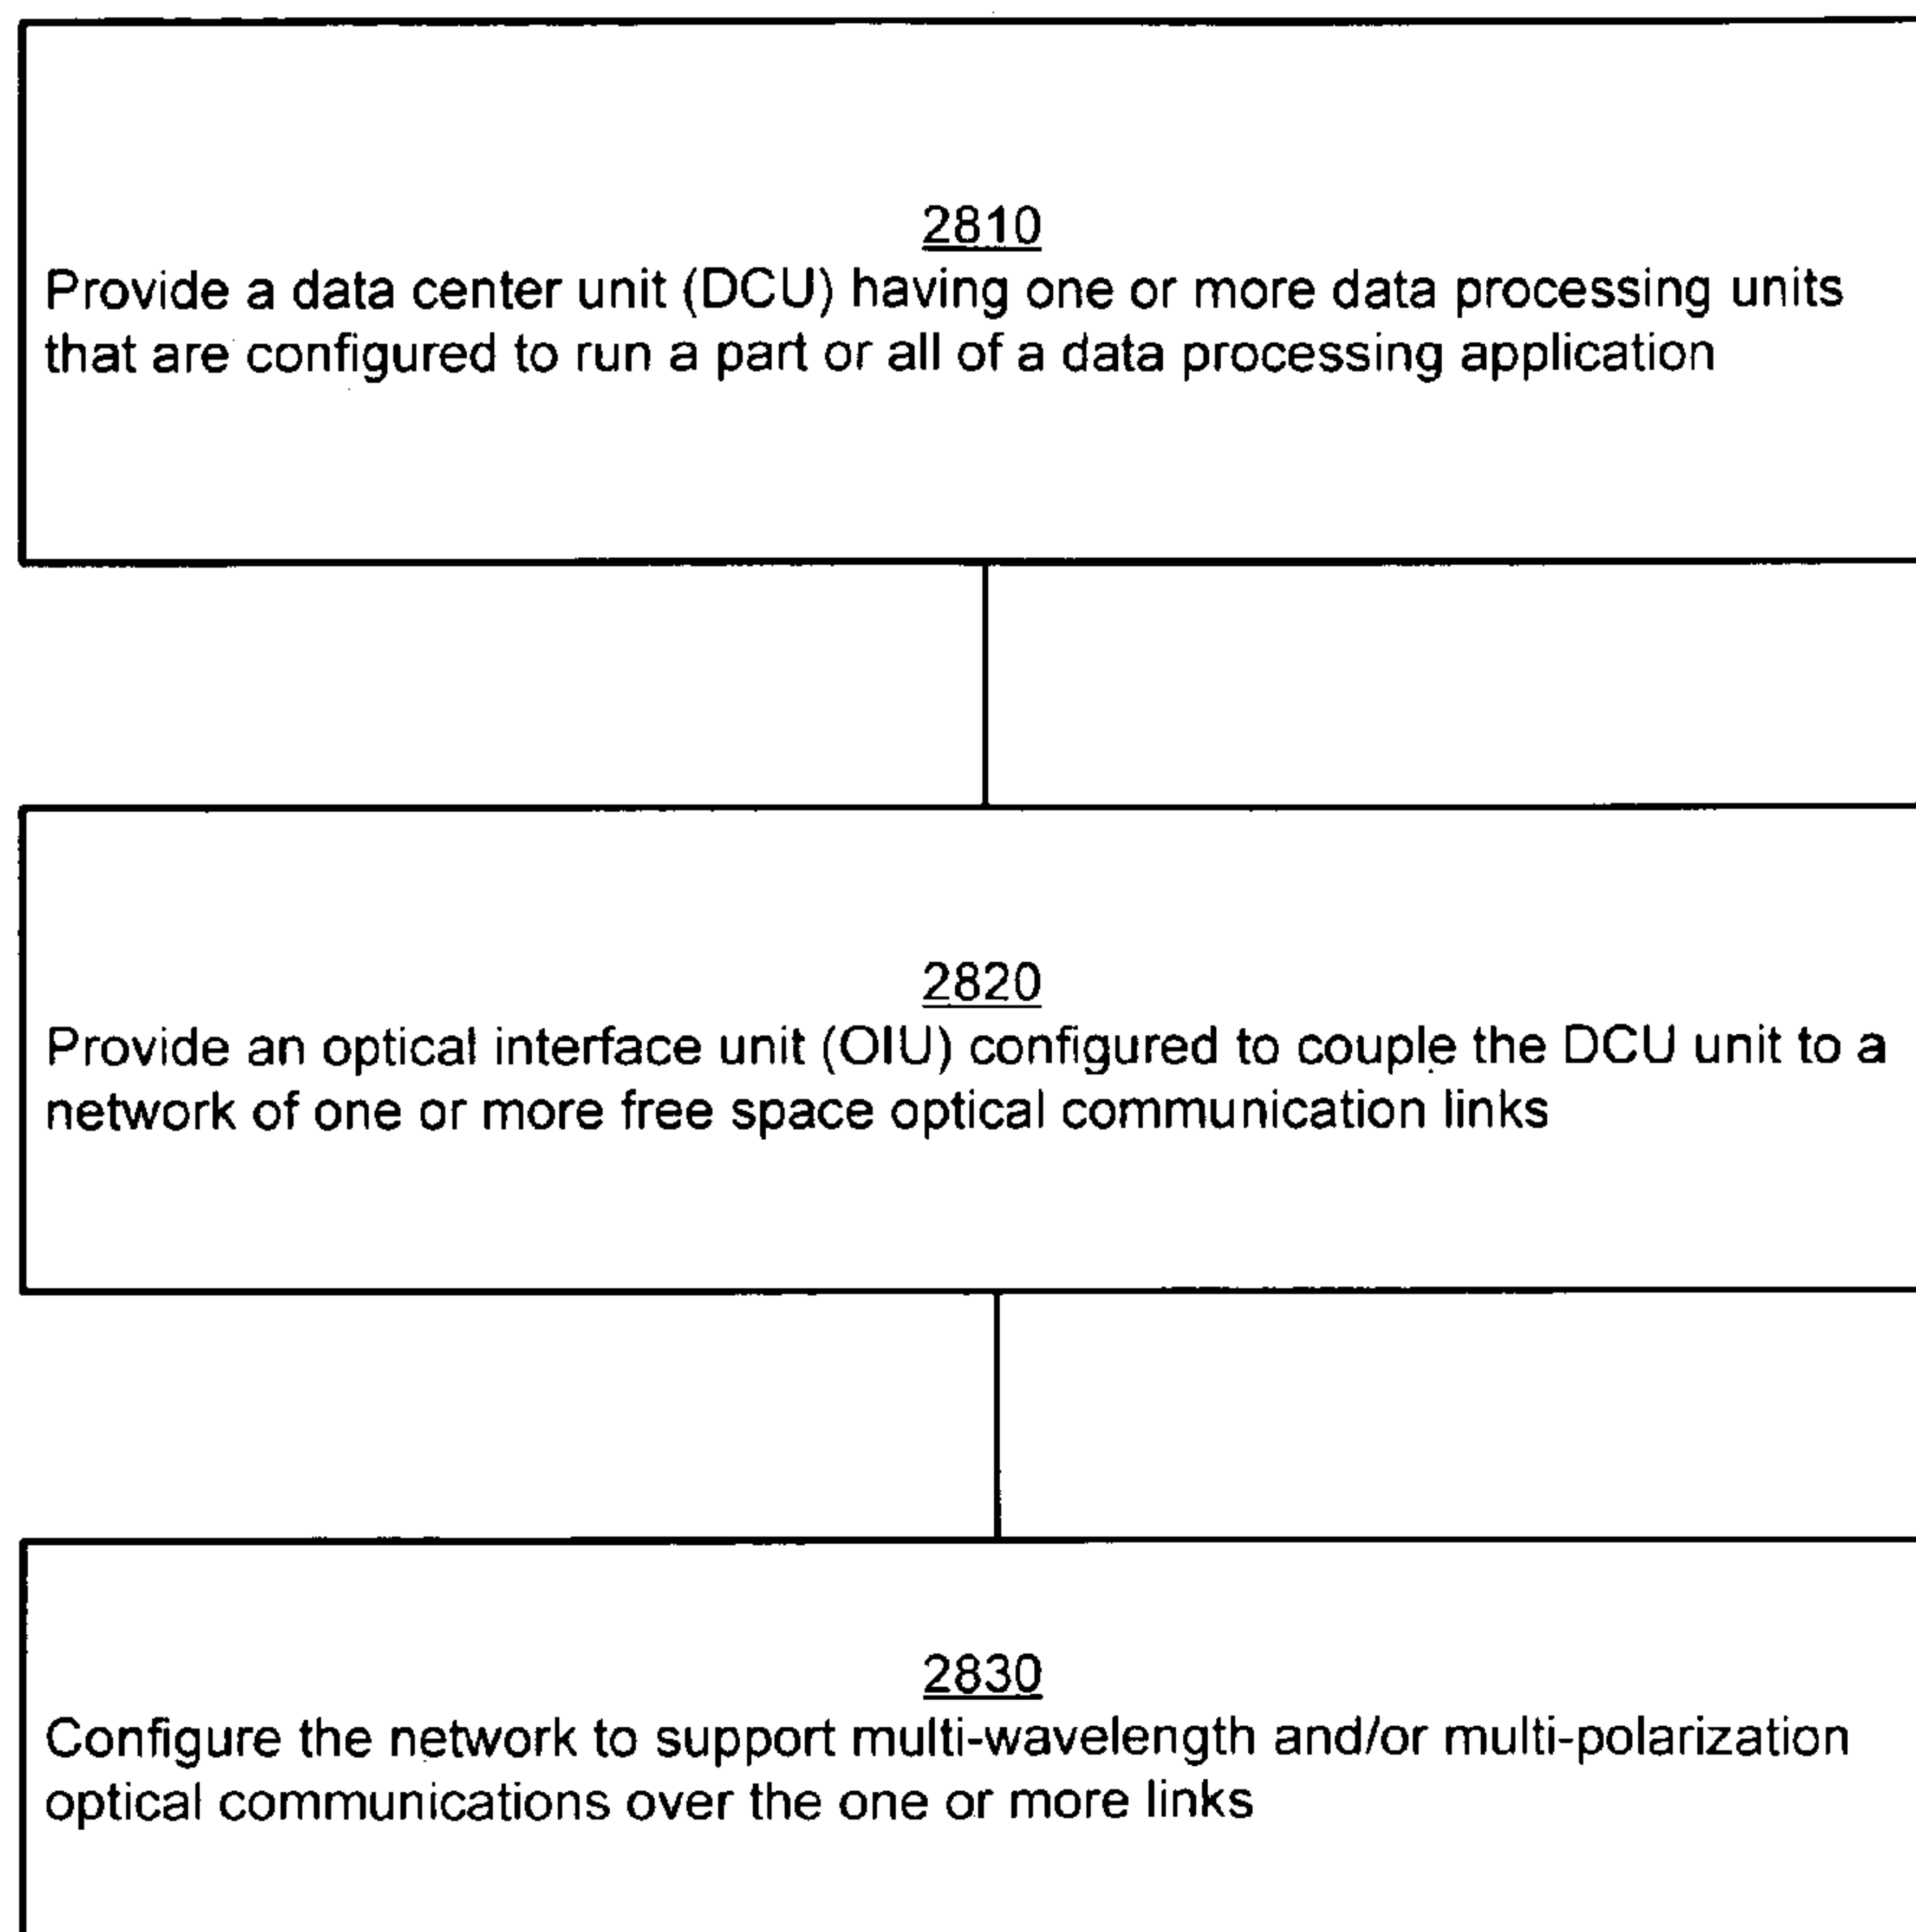 2810
Provide a data center unit (DCU) having one or more data processing units
that are configured to run a part or all of a data processing application
2820
Provide an optical interface unit (OIU) configured to couple the DCU unit to a
network of one or more free space optical communication links
2830
Configure the network to support multi-wavelength and/or multi-polarization
optical communications over the one or more links